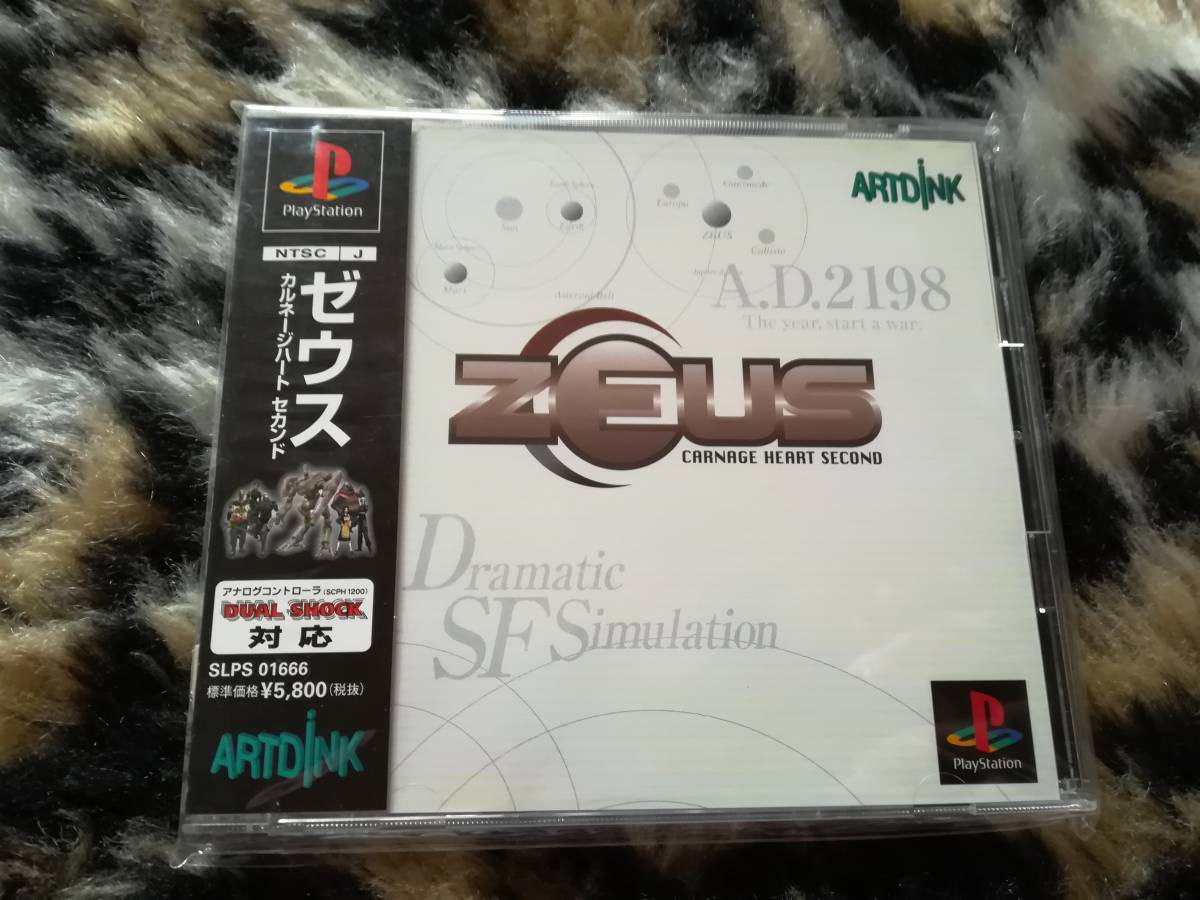 PlayStation
NTSC J
ゼウス
カルネージハート セカンド
アナログコントローラ(SCPH 1200)
DUAL SHOCK
対応
SLPS 01666
標準価格¥5,800(税抜)
ARTDINK
ARTDINK
Ganymede
Europa
ZEUS
Callisto
Sun
Earth
Mars
Asteroid Belt
A.D.2198
The year, start a war.
ZEUS
CARNAGE HEART SECOND
Dramatic
SF Simulation
PlayStation